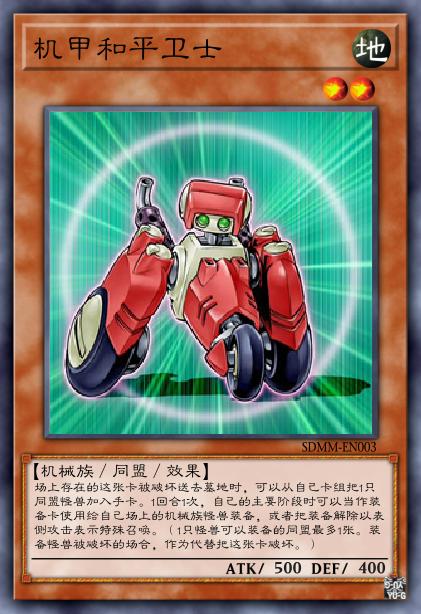 机甲和平卫士
地
SDMM-EN003
【机械族／同盟／效果】
场上存在的这张卡被破坏送去墓地时，可以从自己卡组把1只
同盟怪兽加入手卡。1回合1次，自己的主要阶段时可以当作装
备卡使用给自己场上的机械族怪兽装备，或者把装备解除以表
侧攻击表示特殊召唤。（1只怪兽可以装备的同盟最多1张。装
备怪兽被破坏的场合，作为代替把这张卡破坏。）
ATK/ 500 DEF/ 400